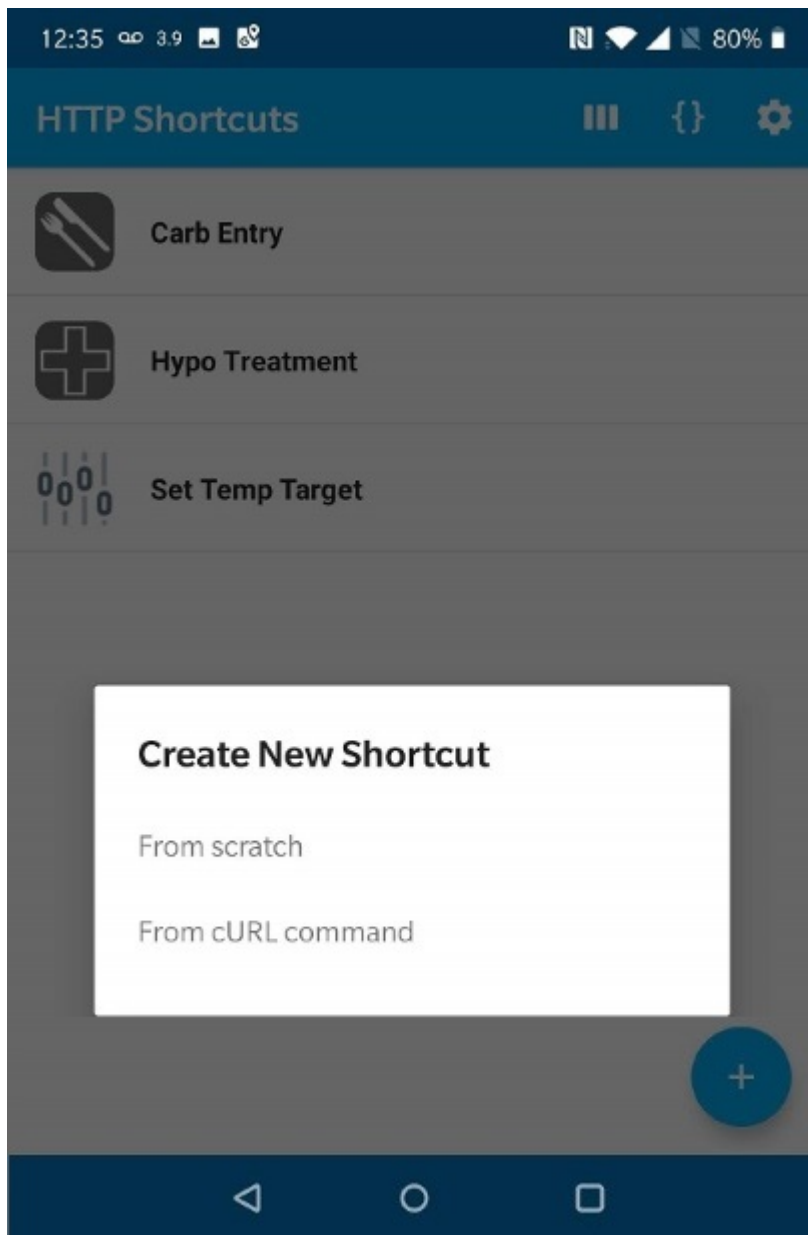 12:35 3.9 80%
HTTP Shortcuts {}
Carb Entry
Hypo Treatment
Set Temp Target
Create New Shortcut
From scratch
From cURL command
+